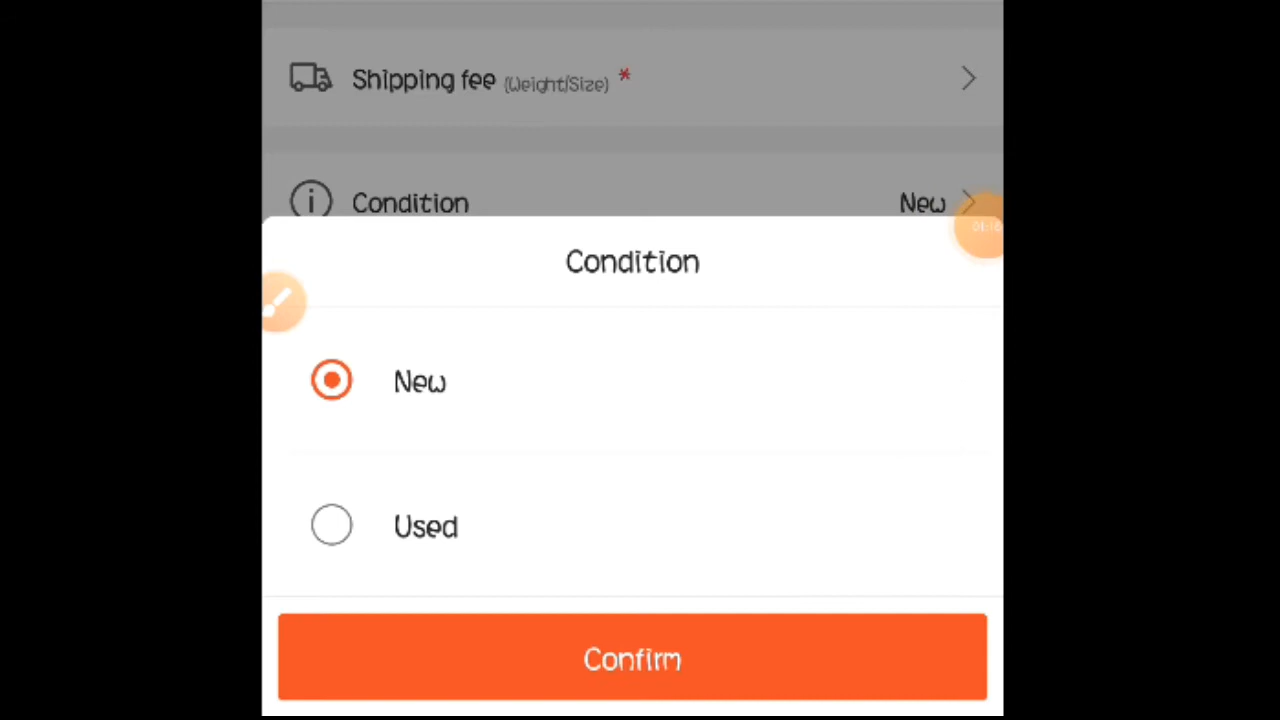 Shipping fee (Weight/Size) *
Condition New
Condition
New
Used
Confirm